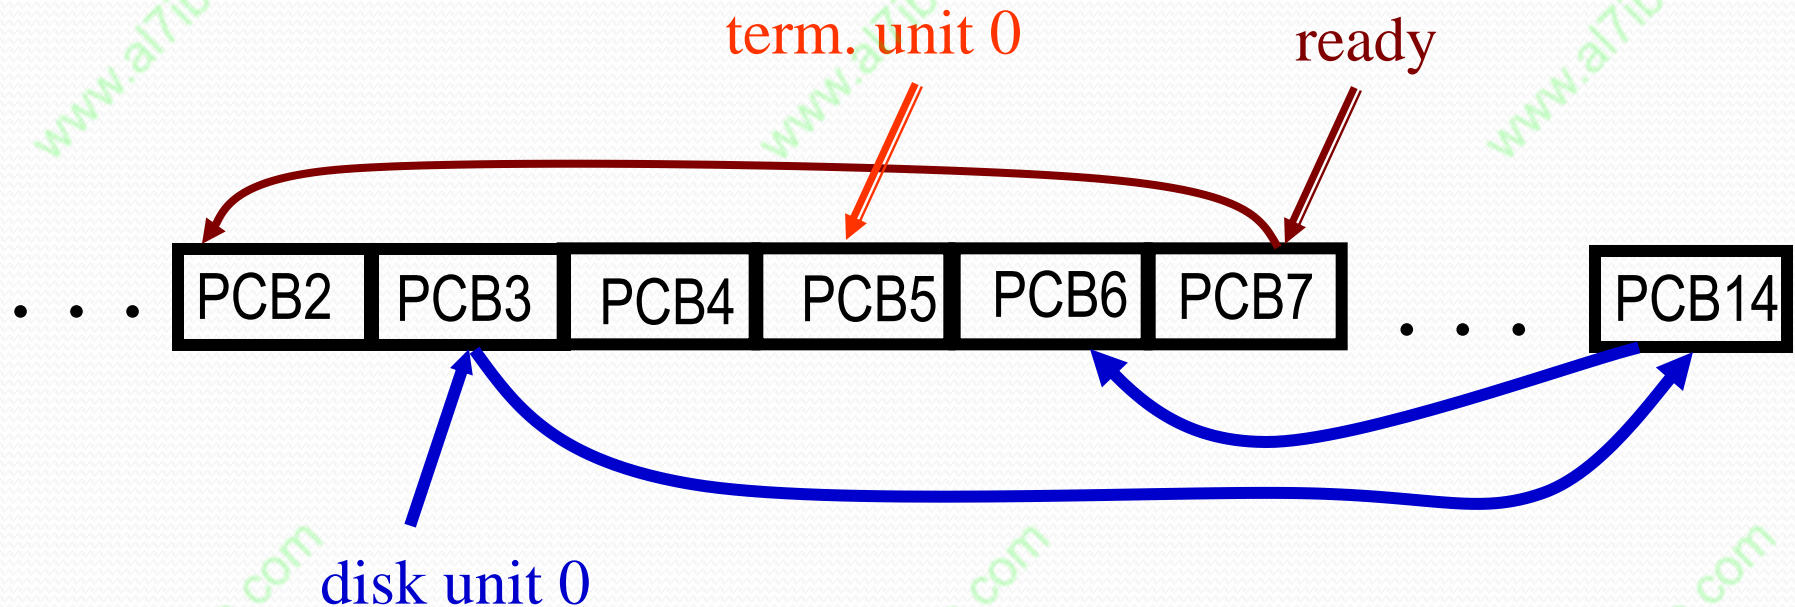 term. unit 0
ready
. . . PCB2 PCB3 PCB4 PCB5 PCB6 PCB7 . . . PCB14
disk unit 0